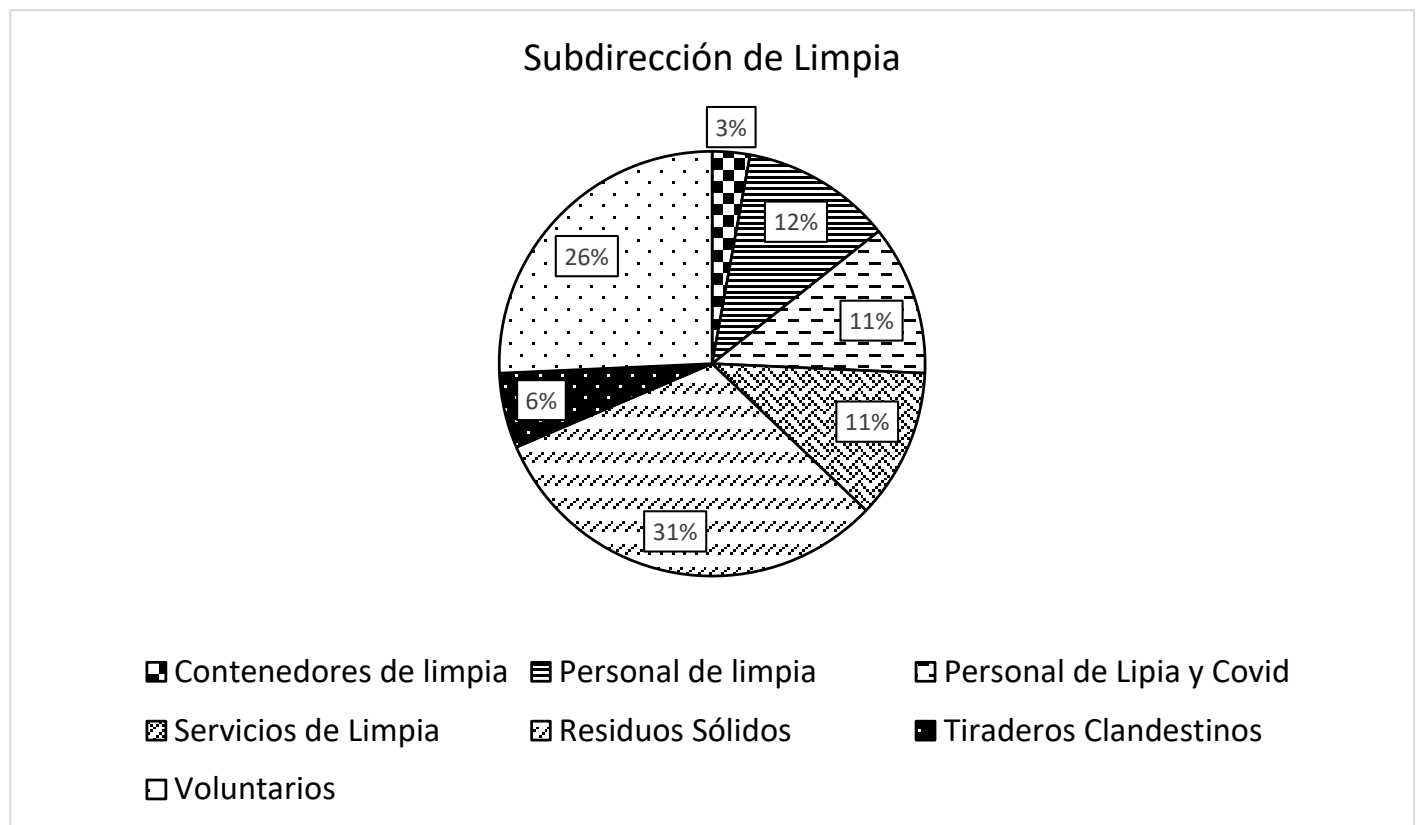 Subdirección de Limpia
3%
12%
26%
11%
6%
11%
31%
Contenedores de limpia Personal de limpia Personal de Lipia y Covid
Servicios de Limpia Residuos Sólidos Tiraderos Clandestinos
Voluntarios